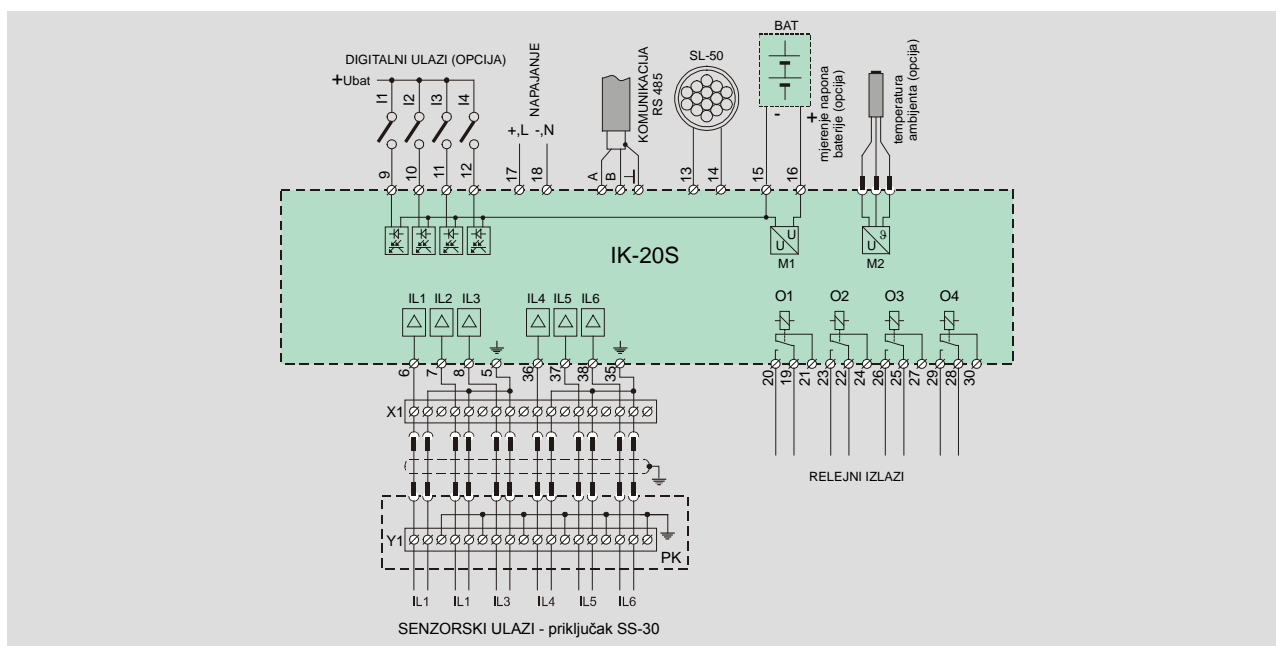 BAT
DIGITALNI ULAZI (OPCIJA)
+Ubat
I1 I2 I3 I4
NAPAJANJE
+,L -,N
KOMUNIKACIJA
RS 485
SL-50
- +
mjerenje napona
baterije (opcija)
temperatura
ambijenta (opcija)
A B
9 10 11 12 17 18 13 14 15 16
IK-20S
U U
M1
U ϑ
M2
IL1 IL2 IL3 IL4 IL5 IL6
O1 O2 O3 O4
6 7 8 5 36 37 38 35
20 19 21 23 22 24 26 25 27 29 28 30
X1
RELEJNI IZLAZI
Y1
PK
IL1 IL1 IL3 IL4 IL5 IL6
SENZORSKI ULAZI - priključak SS-30